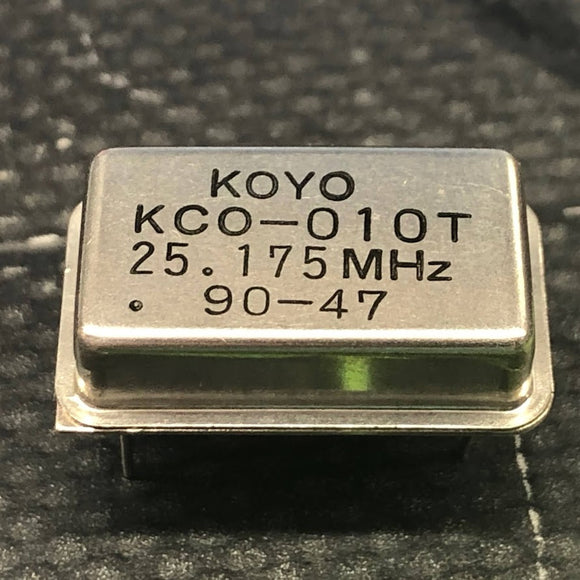 KOYO
KCO-010T
25.175MHz
. 90-47